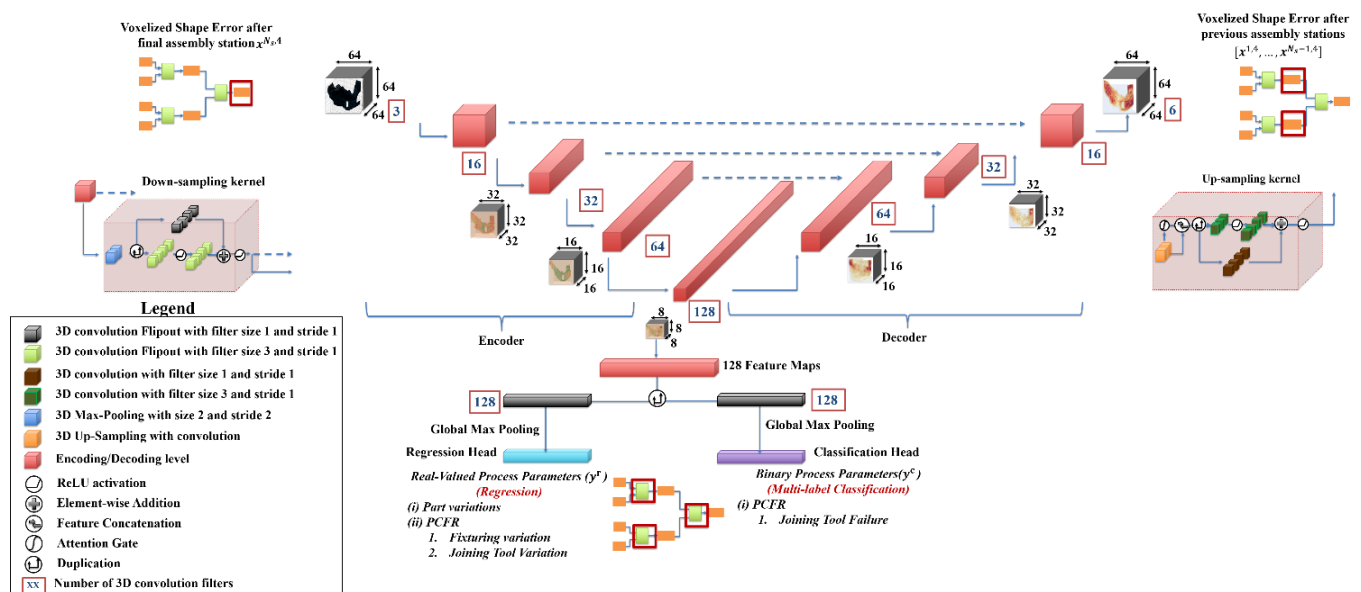 Voxelized Shape Error after
final assembly station x^{N_s,4}
Voxelized Shape Error after
previous assembly stations
[x^{1,4}, ..., x^{N_s-1,4}]
64
64
64
3
64
64
64
6
16
16
32
32
32
32
32
32
32
32
64
64
16
16
16
16
16
16
128
8
8
8
Encoder
Decoder
Down-sampling kernel
Up-sampling kernel
128 Feature Maps
128
128
Global Max Pooling
Global Max Pooling
Regression Head
Classification Head
Real-Valued Process Parameters (y^r)
(Regression)
(i) Part variations
(ii) PCFR
1. Fixturing variation
2. Joining Tool Variation
Binary Process Parameters(y^c)
(Multi-label Classification)
(i) PCFR
1. Joining Tool Failure
Legend
3D convolution Flipout with filter size 1 and stride 1
3D convolution Flipout with filter size 3 and stride 1
3D convolution with filter size 1 and stride 1
3D convolution with filter size 3 and stride 1
3D Max-Pooling with size 2 and stride 2
3D Up-Sampling with convolution
Encoding/Decoding level
ReLU activation
Element-wise Addition
Feature Concatenation
Attention Gate
Duplication
xx Number of 3D convolution filters